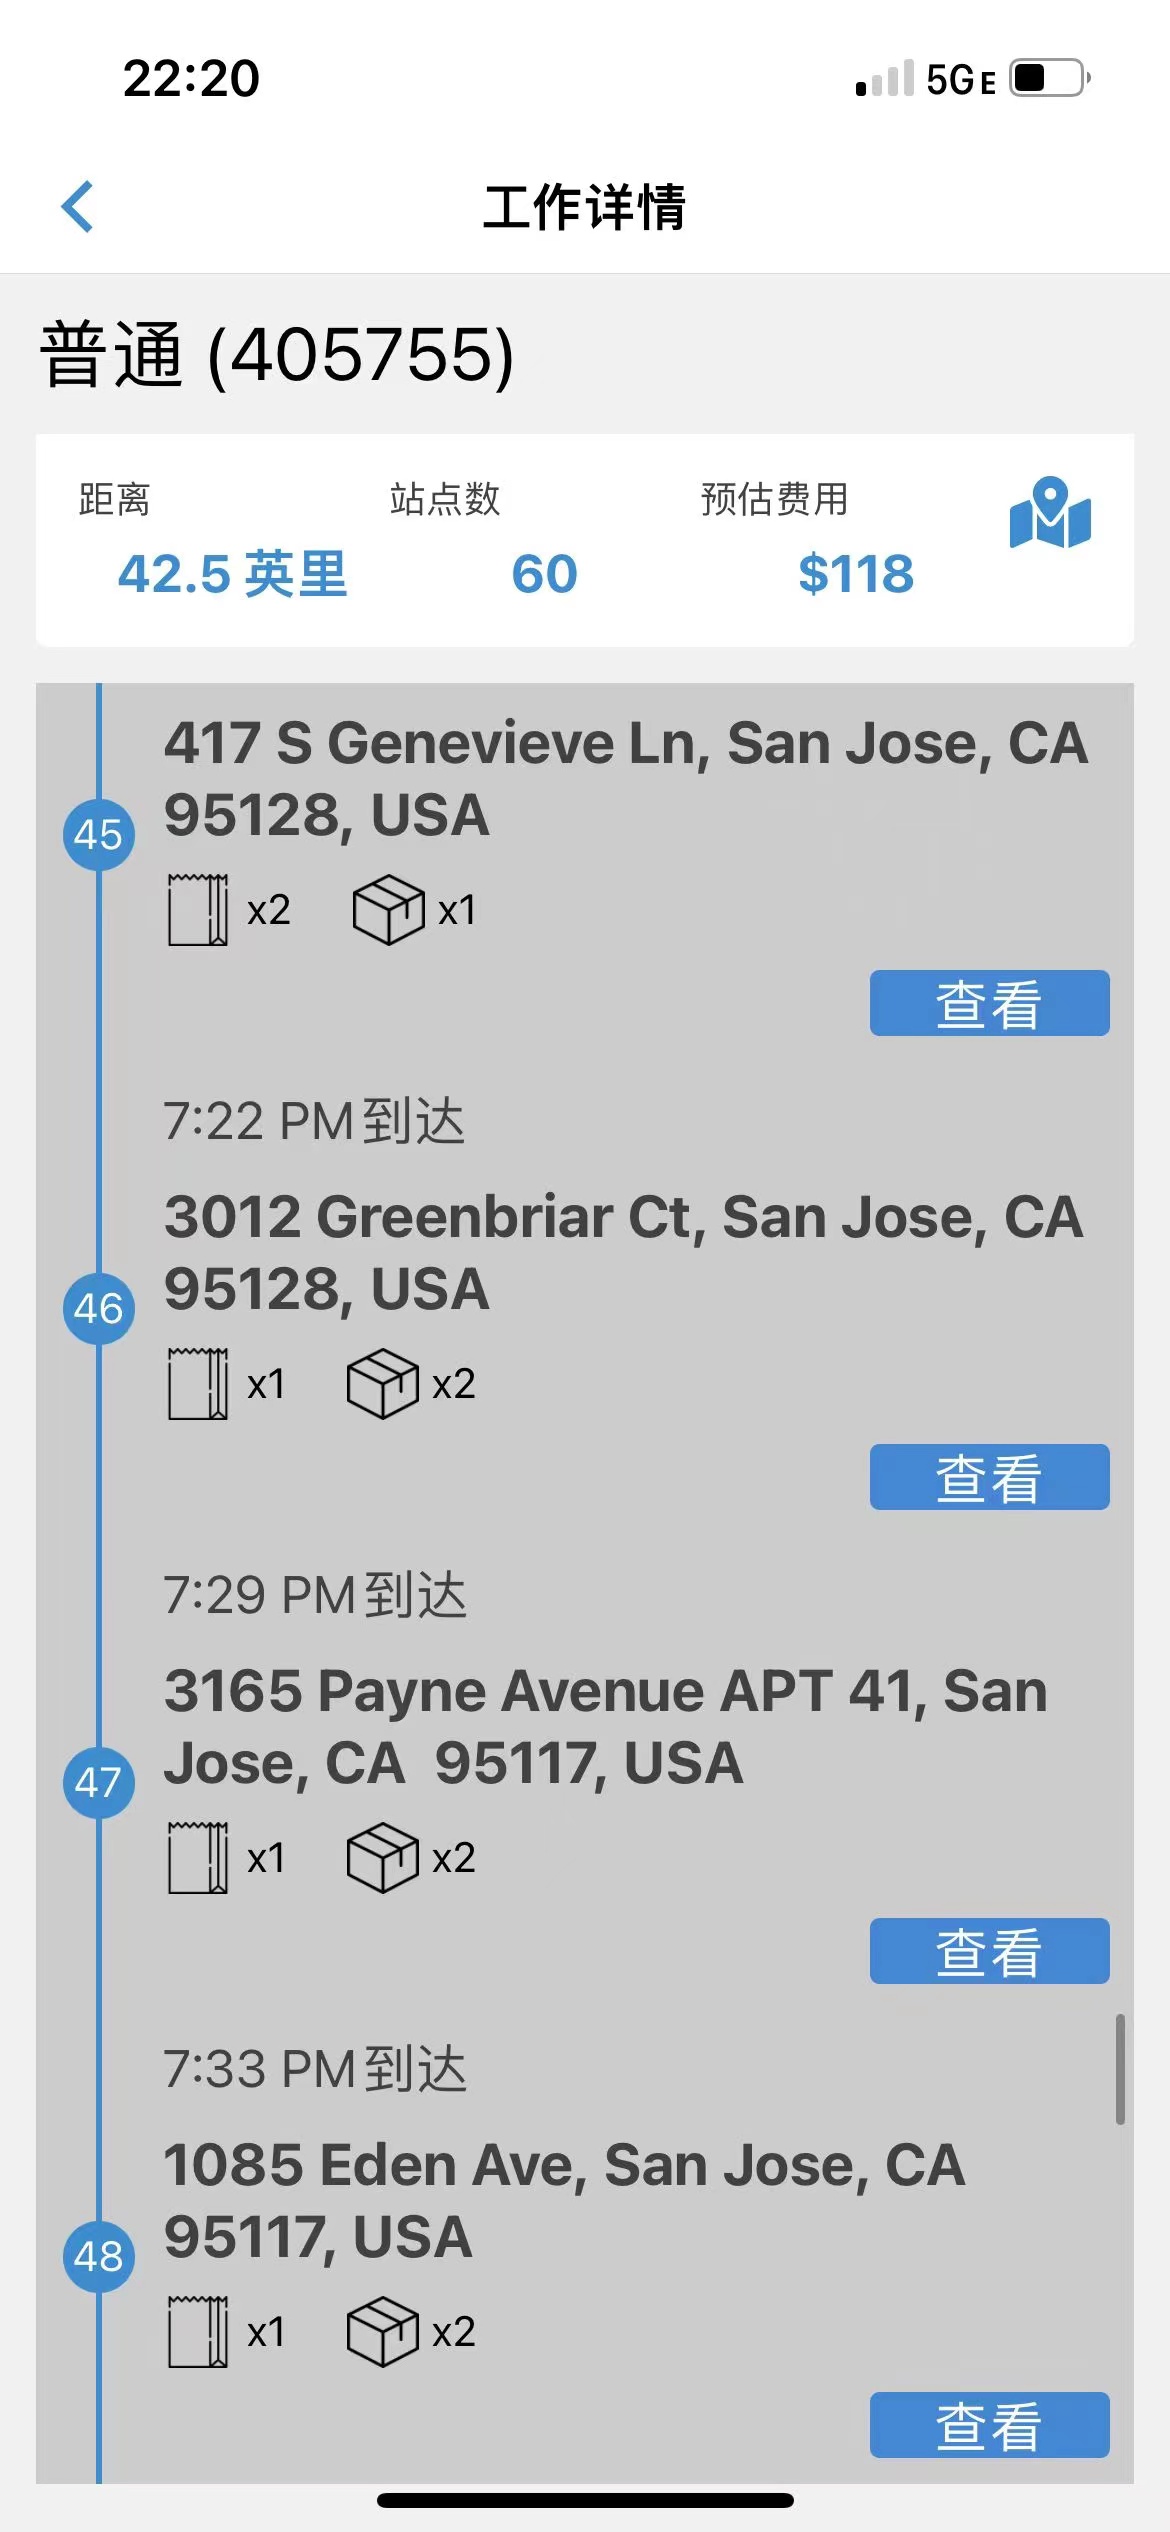 22:20
5G E
工作详情
普通 (405755)
距离 站点数 预估费用
42.5 英里 60 $118
417 S Genevieve Ln, San Jose, CA
95128, USA
45
x2 x1
查看
7:22 PM到达
3012 Greenbriar Ct, San Jose, CA
95128, USA
46
x1 x2
查看
7:29 PM到达
3165 Payne Avenue APT 41, San
Jose, CA  95117, USA
47
x1 x2
查看
7:33 PM到达
1085 Eden Ave, San Jose, CA
95117, USA
48
x1 x2
查看